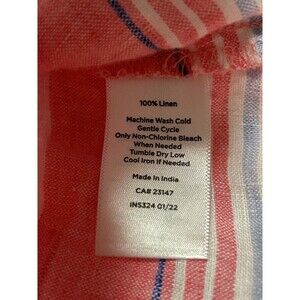 100% Linen
Machine Wash Cold
Gentle Cycle
Only Non-Chlorine Bleach
When Needed
Tumble Dry Low
Cool Iron If Needed
Made In India
CA# 23147
INS324 01/22